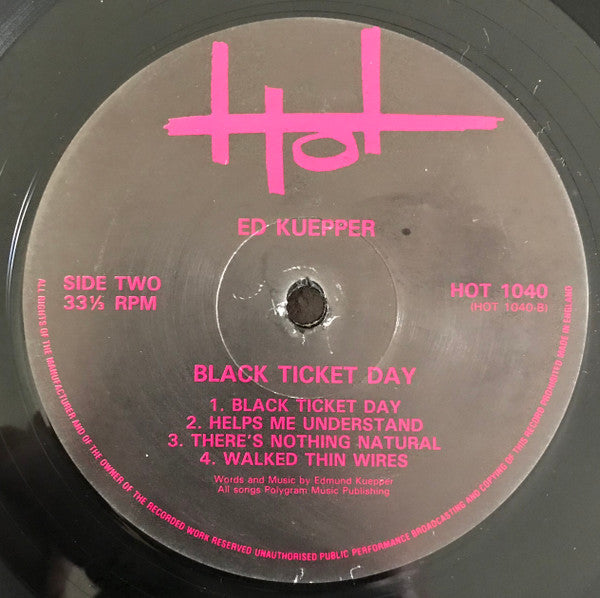 Hot
ED KUEPPER
SIDE TWO
33⅓ RPM
HOT 1040
(HOT 1040-B)
BLACK TICKET DAY
1. BLACK TICKET DAY
2. HELPS ME UNDERSTAND
3. THERE'S NOTHING NATURAL
4. WALKED THIN WIRES
Words and Music by Edmund Kuepper
All songs Polygram Music Publishing
ALL RIGHTS OF THE MANUFACTURER AND OF THE OWNER OF THE RECORDED WORK RESERVED UNAUTHORISED PUBLIC PERFORMANCE BROADCASTING AND COPYING OF THIS RECORD PROHIBITED MADE IN ENGLAND